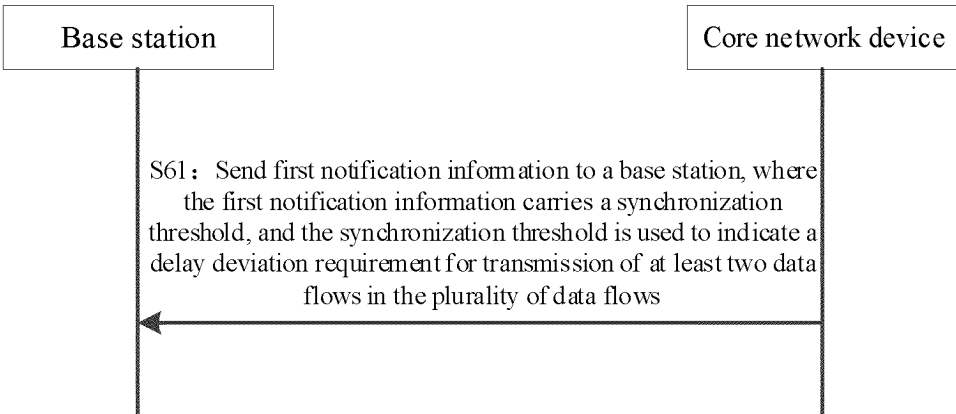 Base station
Core network device
S61： Send first notification information to a base station, where
the first notification information carries a synchronization
threshold, and the synchronization threshold is used to indicate a
delay deviation requirement for transmission of at least two data
flows in the plurality of data flows